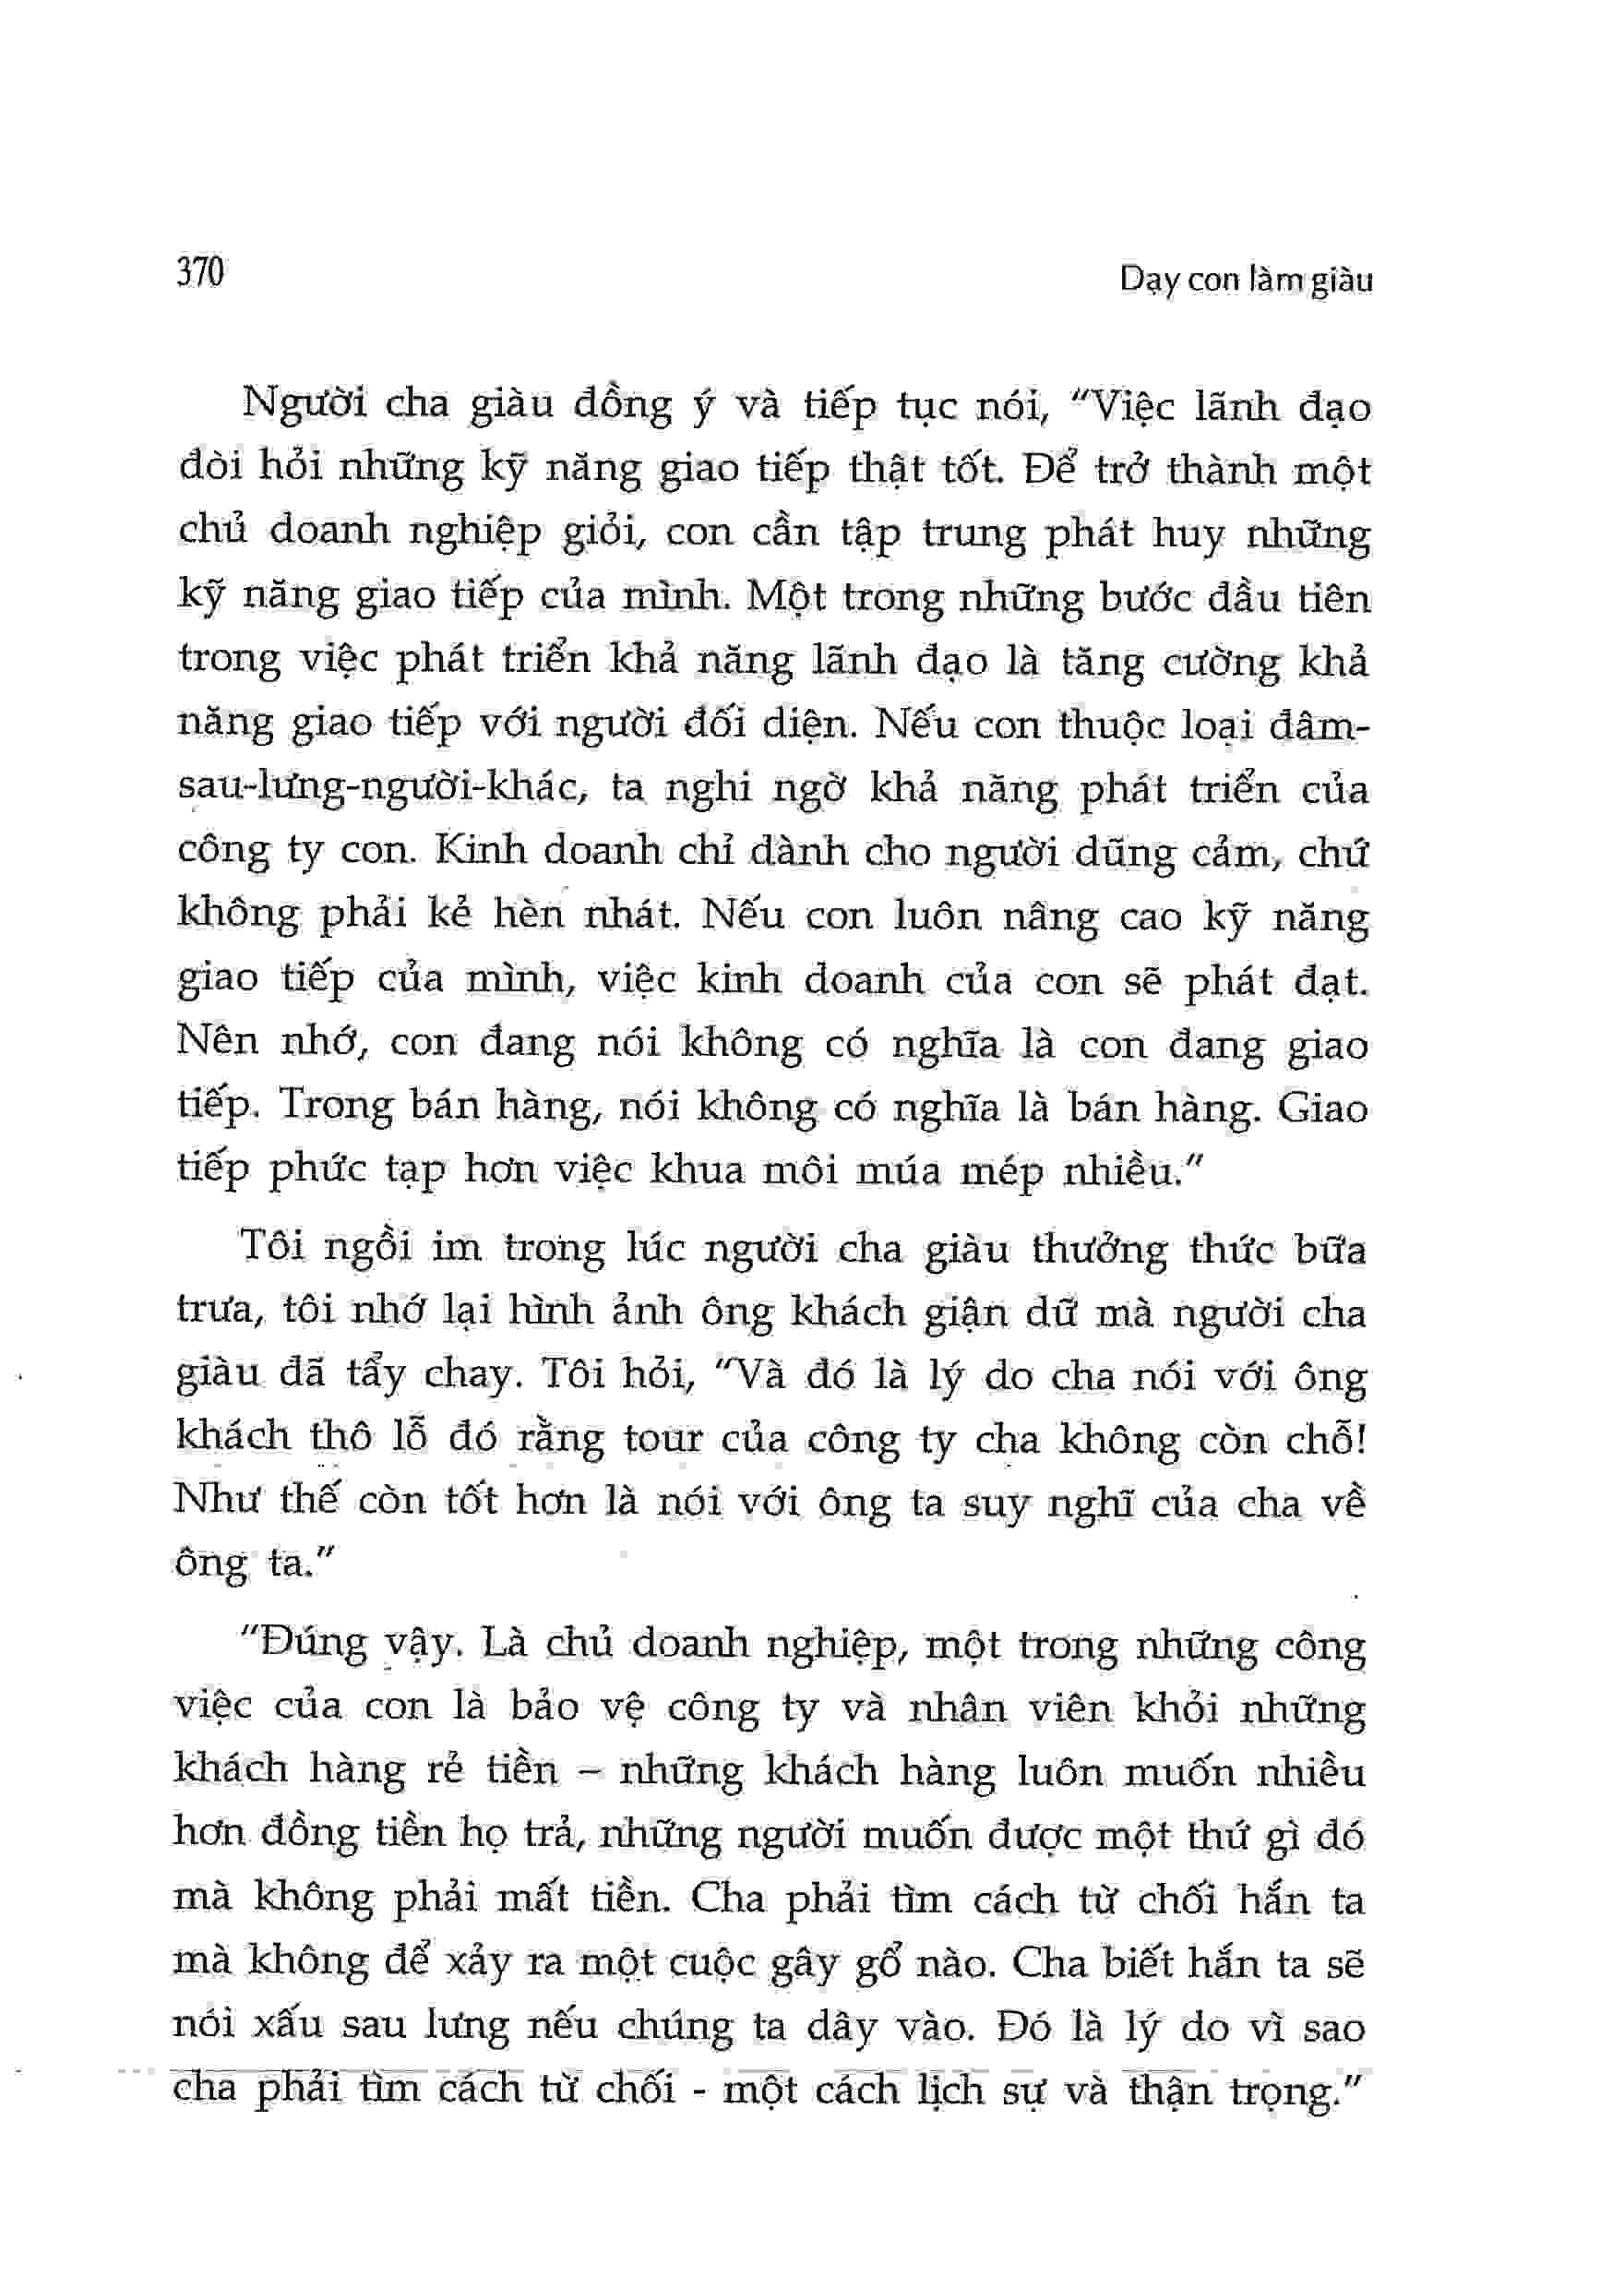 370
Dạy con làm giàu
Người cha giàu đồng ý và tiếp tục nói, “Việc lãnh đạo
đòi hỏi những kỹ năng giao tiếp thật tốt. Để trở thành một
chủ doanh nghiệp giỏi, con cần tập trung phát huy những
kỹ năng giao tiếp của mình. Một trong những bước đầu tiên
trong việc phát triển khả năng lãnh đạo là tăng cường khả
năng giao tiếp với người đối diện. Nếu con thuộc loại đâm-
sau-lưng-người-khác, ta nghi ngờ khả năng phát triển của
công ty con. Kinh doanh chỉ dành cho người dũng cảm, chứ
không phải kẻ hèn nhát. Nếu con luôn nâng cao kỹ năng
giao tiếp của mình, việc kinh doanh của con sẽ phát đạt.
Nên nhớ, con đang nói không có nghĩa là con đang giao
tiếp. Trong bán hàng, nói không có nghĩa là bán hàng. Giao
tiếp phức tạp hơn việc khua môi múa mép nhiều.”
Tôi ngồi im trong lúc người cha giàu thưởng thức bữa
trưa, tôi nhớ lại hình ảnh ông khách giận dữ mà người cha
giàu đã tẩy chay. Tôi hỏi, “Và đó là lý do cha nói với ông
khách thô lỗ đó rằng tour của công ty cha không còn chỗ!
Như thế còn tốt hơn là nói với ông ta suy nghĩ của cha về
ông ta.”
“Đúng vậy. Là chủ doanh nghiệp, một trong những công
việc của con là bảo vệ công ty và nhân viên khỏi những
khách hàng rẻ tiền – những khách hàng luôn muốn nhiều
hơn đồng tiền họ trả, những người muốn được một thứ gì đó
mà không phải mất tiền. Cha phải tìm cách từ chối hắn ta
mà không để xảy ra một cuộc gây gổ nào. Cha biết hắn ta sẽ
nói xấu sau lưng nếu chúng ta dây vào. Đó là lý do vì sao
cha phải tìm cách từ chối - một cách lịch sự và thận trọng.”